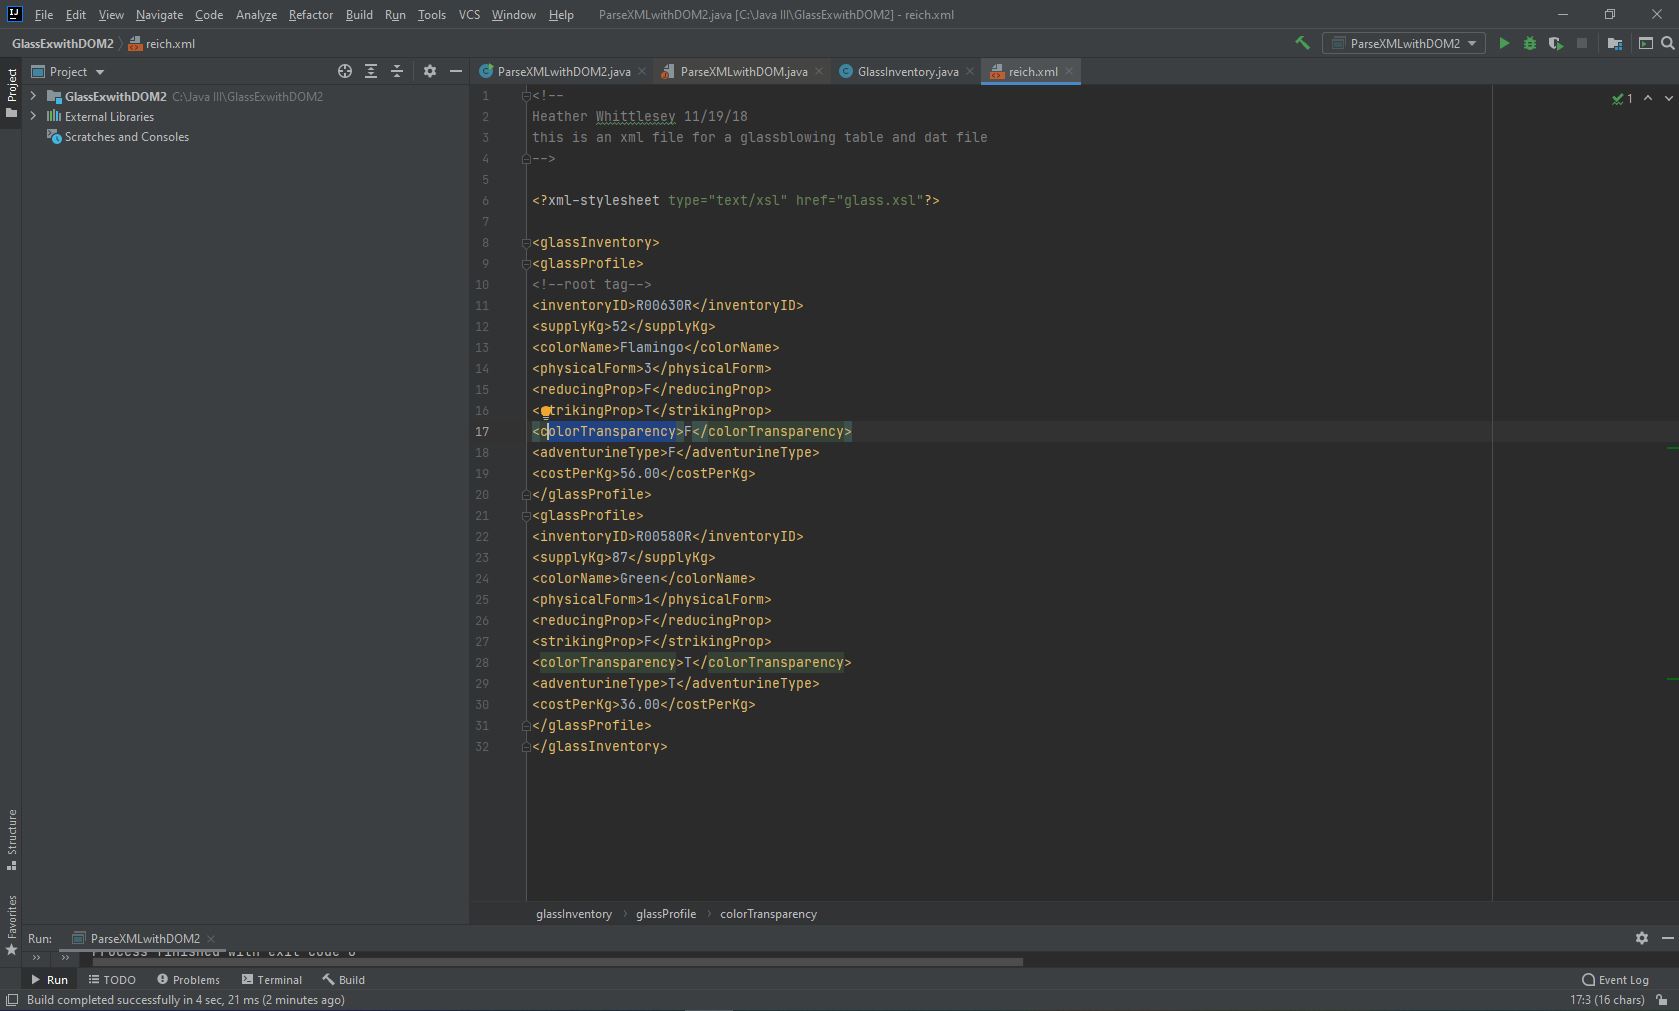 File Edit View Navigate Code Analyze Refactor Build Run Tools VCS Window Help ParseXMLwithDOM2.java [C:\Java III\GlassExwithDOM2] - reich.xml
GlassExwithDOM2 reich.xml ParseXMLwithDOM2
Project
Project
ParseXMLwithDOM2.java ParseXMLwithDOM.java GlassInventory.java reich.xml
GlassExwithDOM2 C:\Java III\GlassExwithDOM2
External Libraries
Scratches and Consoles
1 <!--
2 Heather Whittlesey 11/19/18
3 this is an xml file for a glassblowing table and dat file
4 -->
5
6 <?xml-stylesheet type="text/xsl" href="glass.xsl"?>
7
8 <glassInventory>
9 <glassProfile>
10 <!--root tag-->
11 <inventoryID>R00630R</inventoryID>
12 <supplyKg>52</supplyKg>
13 <colorName>Flamingo</colorName>
14 <physicalForm>3</physicalForm>
15 <reducingProp>F</reducingProp>
16 <strikingProp>T</strikingProp>
17 <colorTransparency>F</colorTransparency>
18 <adventurineType>F</adventurineType>
19 <costPerKg>56.00</costPerKg>
20 </glassProfile>
21 <glassProfile>
22 <inventoryID>R00580R</inventoryID>
23 <supplyKg>87</supplyKg>
24 <colorName>Green</colorName>
25 <physicalForm>1</physicalForm>
26 <reducingProp>F</reducingProp>
27 <strikingProp>F</strikingProp>
28 <colorTransparency>T</colorTransparency>
29 <adventurineType>T</adventurineType>
30 <costPerKg>36.00</costPerKg>
31 </glassProfile>
32 </glassInventory>
1
Structure
Favorites
glassInventory glassProfile colorTransparency
Run: ParseXMLwithDOM2
Process finished with exit code 0
Run TODO Problems Terminal Build Event Log
Build completed successfully in 4 sec, 21 ms (2 minutes ago) 17:3 (16 chars)